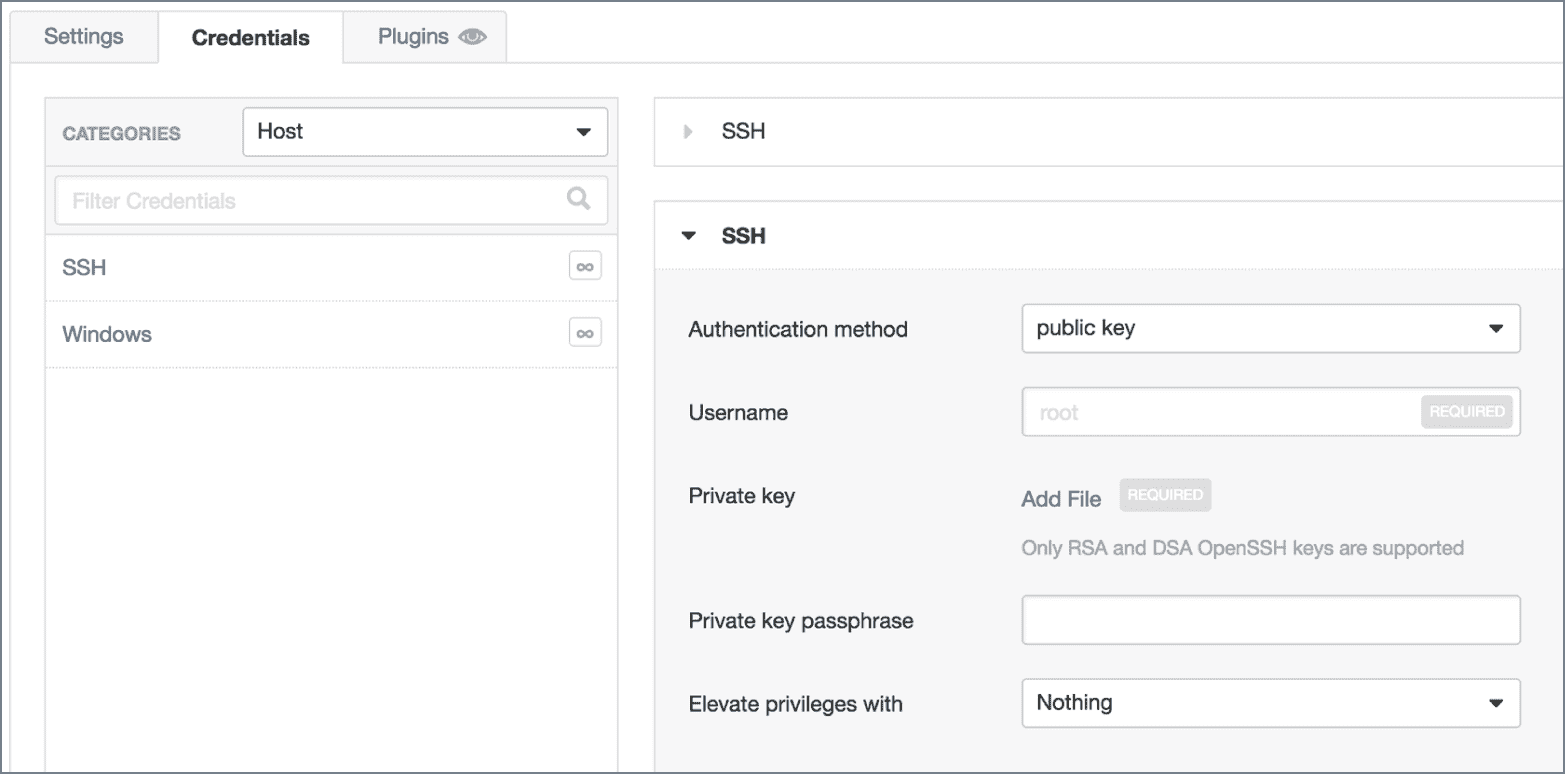 Settings
Credentials
Plugins
CATEGORIES
Host
Filter Credentials
SSH
∞
Windows
∞
SSH
SSH
Authentication method
public key
Username
root
REQUIRED
Private key
Add File
REQUIRED
Only RSA and DSA OpenSSH keys are supported
Private key passphrase
Elevate privileges with
Nothing